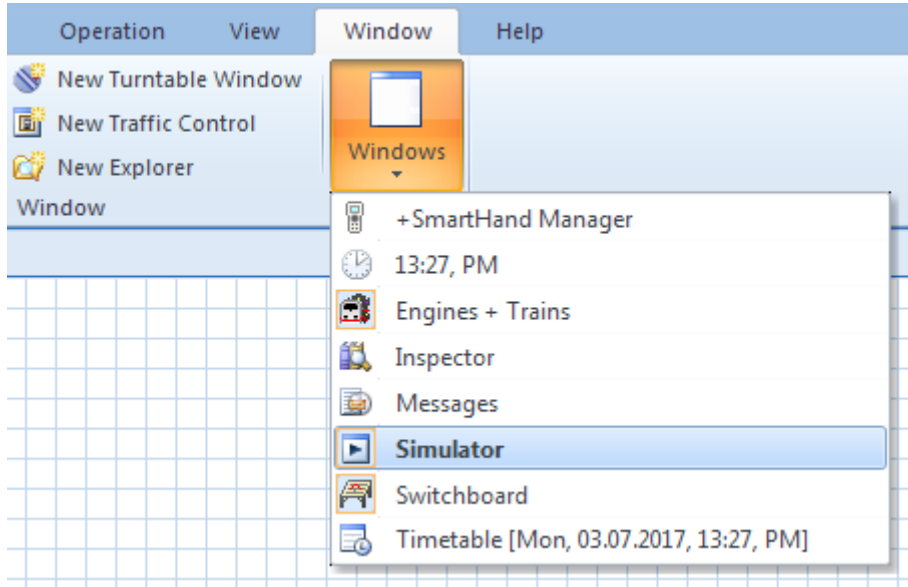 Operation View Window Help
New Turntable Window
New Traffic Control
New Explorer
Window
Windows
+SmartHand Manager
13:27, PM
Engines + Trains
Inspector
Messages
Simulator
Switchboard
Timetable [Mon, 03.07.2017, 13:27, PM]